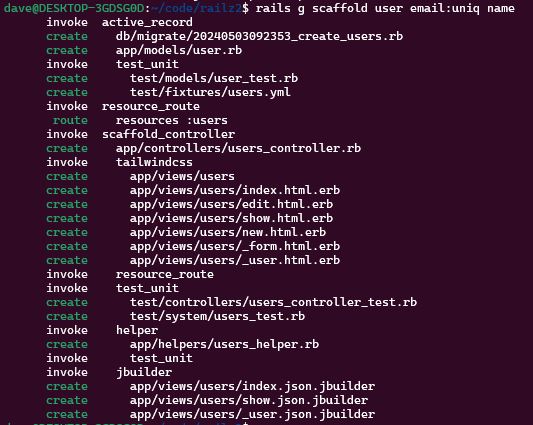 dave@DESKTOP-3GDSG0D:~/code/railz2$ rails g scaffold user email:uniq name
invoke  active_record
create    db/migrate/20240503092353_create_users.rb
create    app/models/user.rb
invoke    test_unit
create      test/models/user_test.rb
create      test/fixtures/users.yml
invoke  resource_route
route    resources :users
invoke  scaffold_controller
create    app/controllers/users_controller.rb
invoke    tailwindcss
create      app/views/users
create      app/views/users/index.html.erb
create      app/views/users/edit.html.erb
create      app/views/users/show.html.erb
create      app/views/users/new.html.erb
create      app/views/users/_form.html.erb
create      app/views/users/_user.html.erb
invoke    resource_route
invoke    test_unit
create      test/controllers/users_controller_test.rb
create      test/system/users_test.rb
invoke    helper
create      app/helpers/users_helper.rb
invoke      test_unit
invoke    jbuilder
create      app/views/users/index.json.jbuilder
create      app/views/users/show.json.jbuilder
create      app/views/users/_user.json.jbuilder